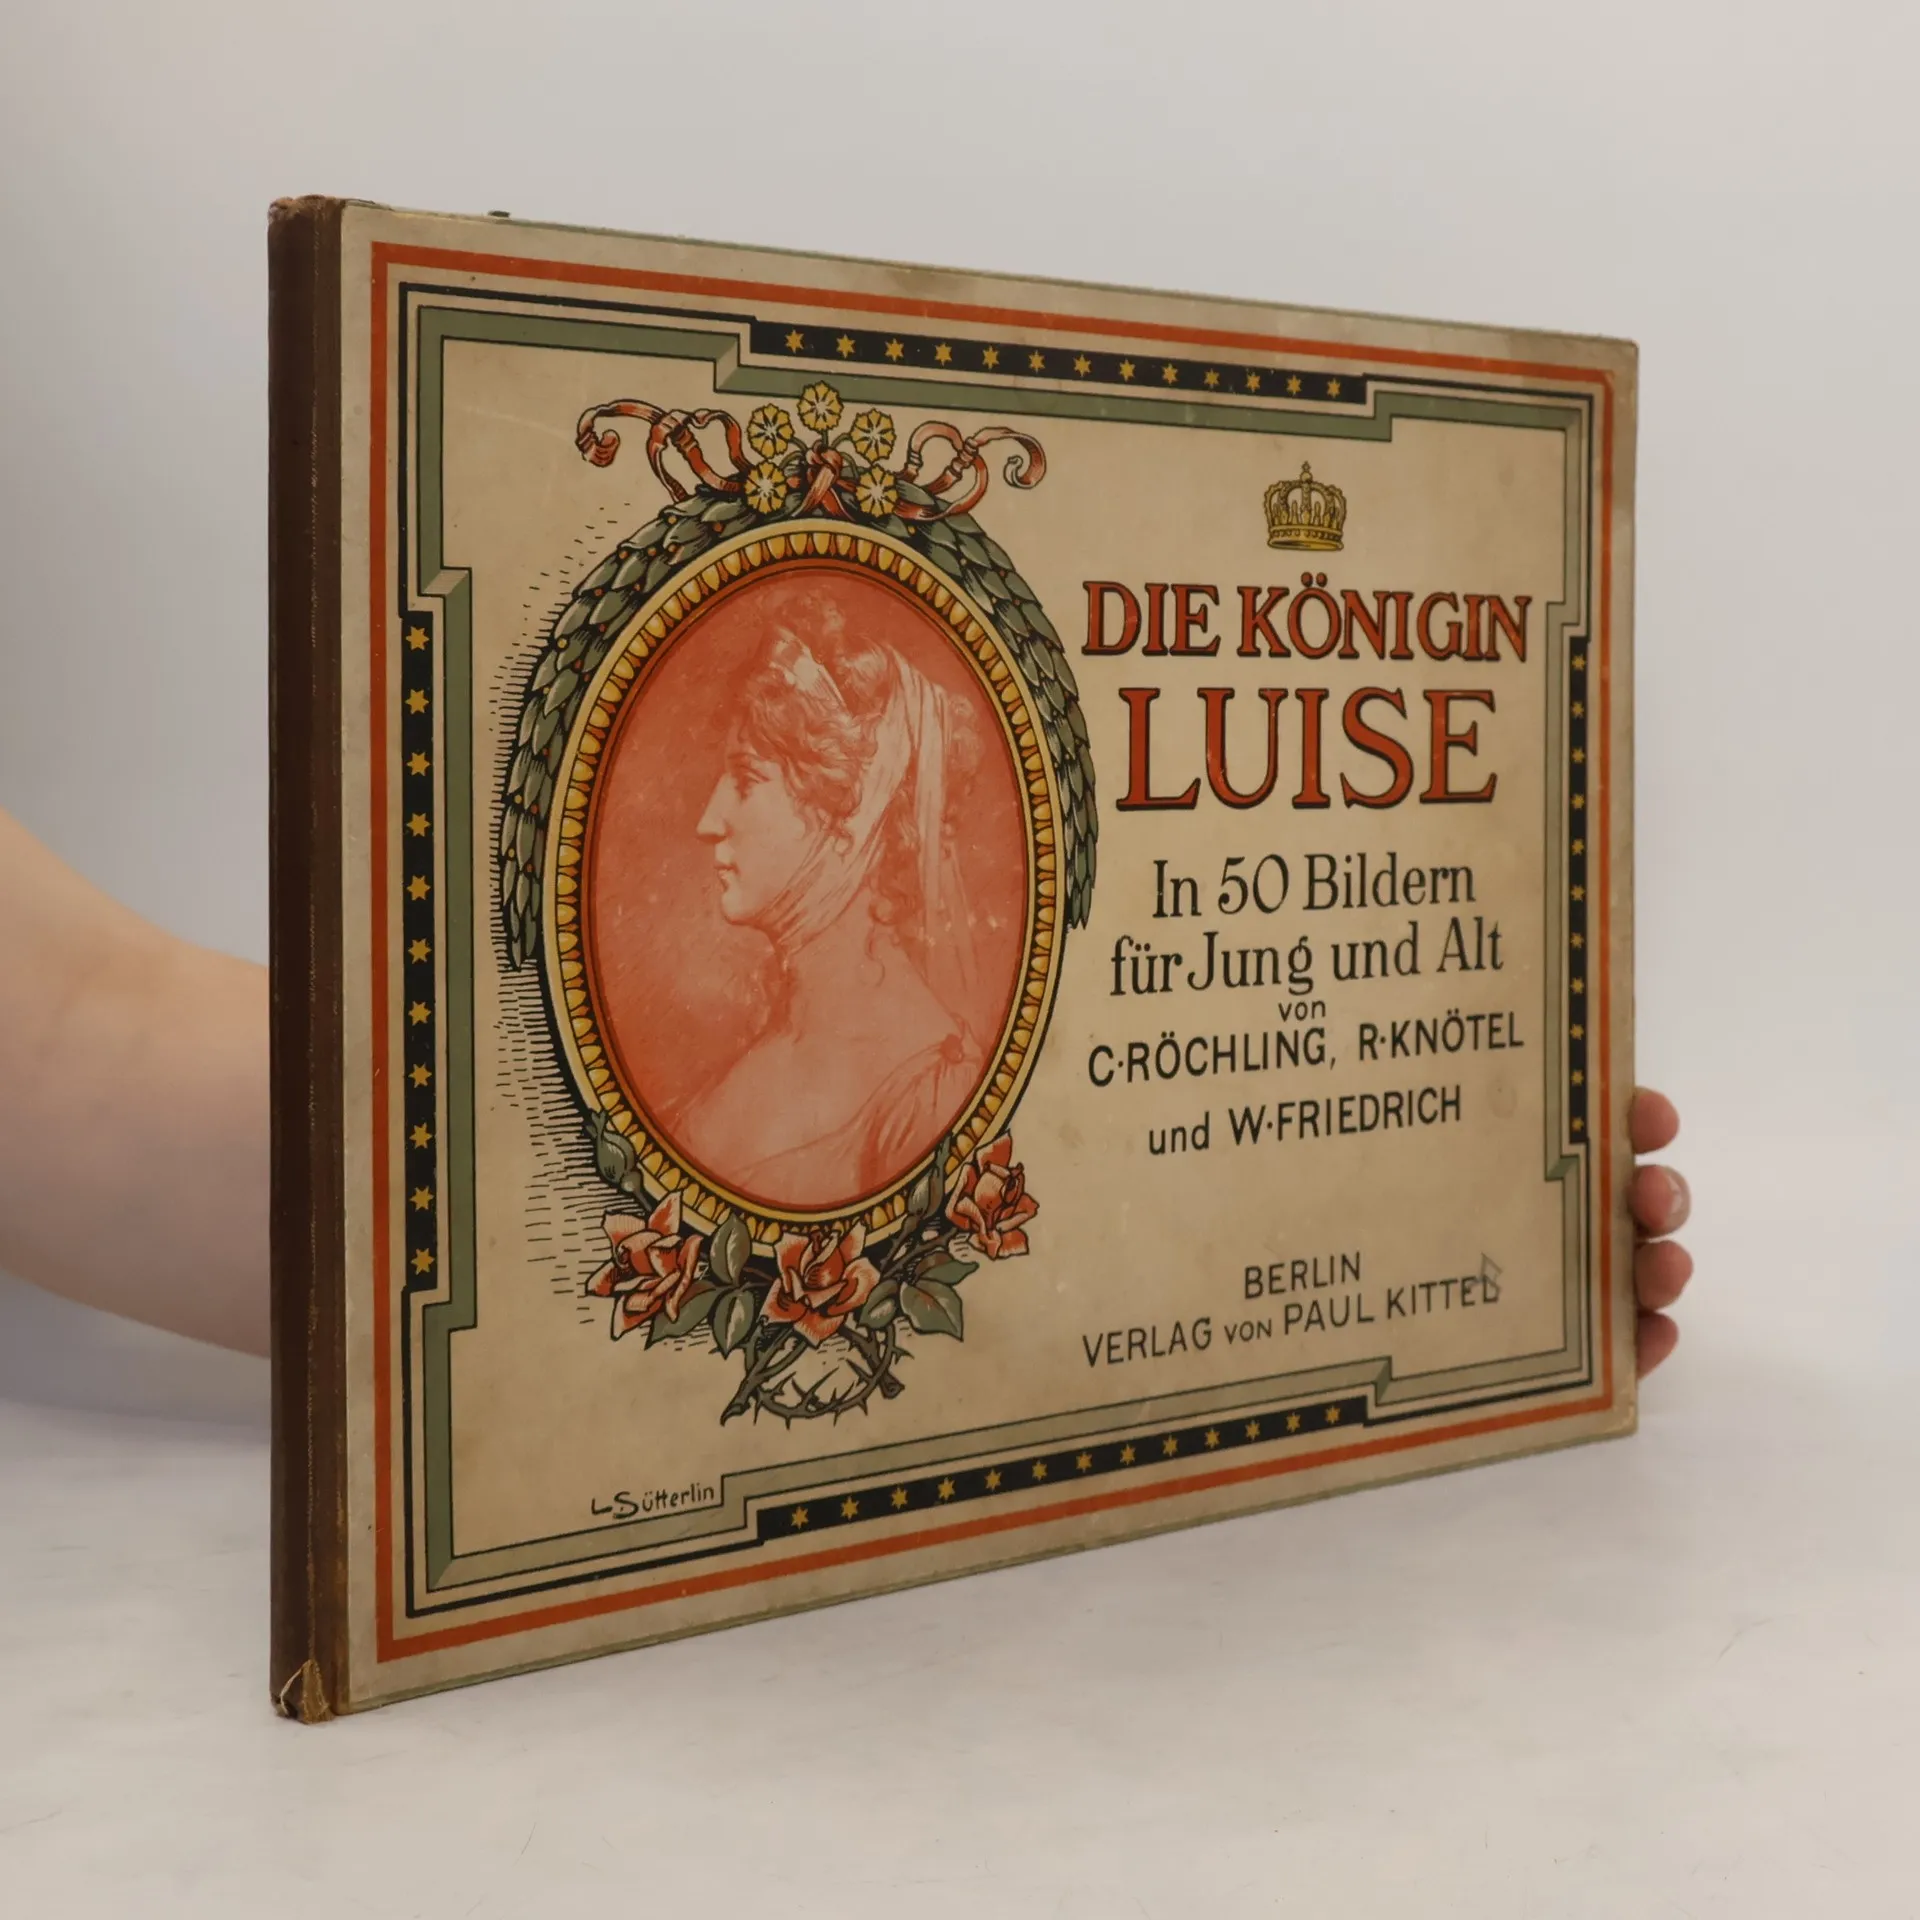 DIE KÖNIGIN
LUISE
In 50 Bildern
für Jung und Alt
von
C·RÖCHLING, R·KNÖTEL
und W·FRIEDRICH
BERLIN
VERLAG VON PAUL KITTEL
L.Sütterlin